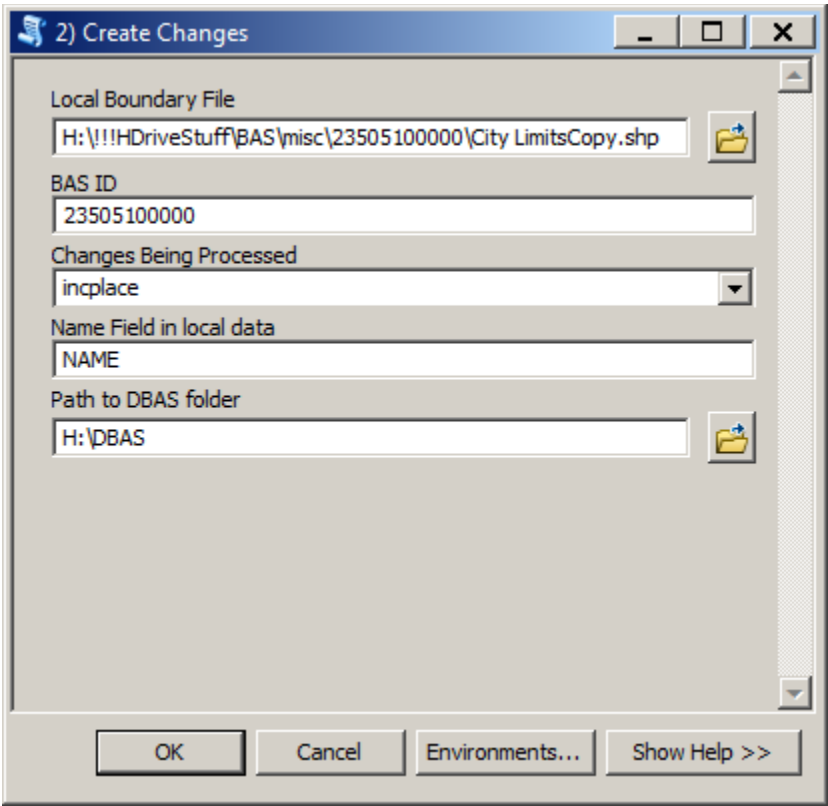 2) Create Changes
Local Boundary File
H:\!!!HDriveStuff\BAS\misc\23505100000\City LimitsCopy.shp
BAS ID
23505100000
Changes Being Processed
incplace
Name Field in local data
NAME
Path to DBAS folder
H:\DBAS
OK Cancel Environments... Show Help >>